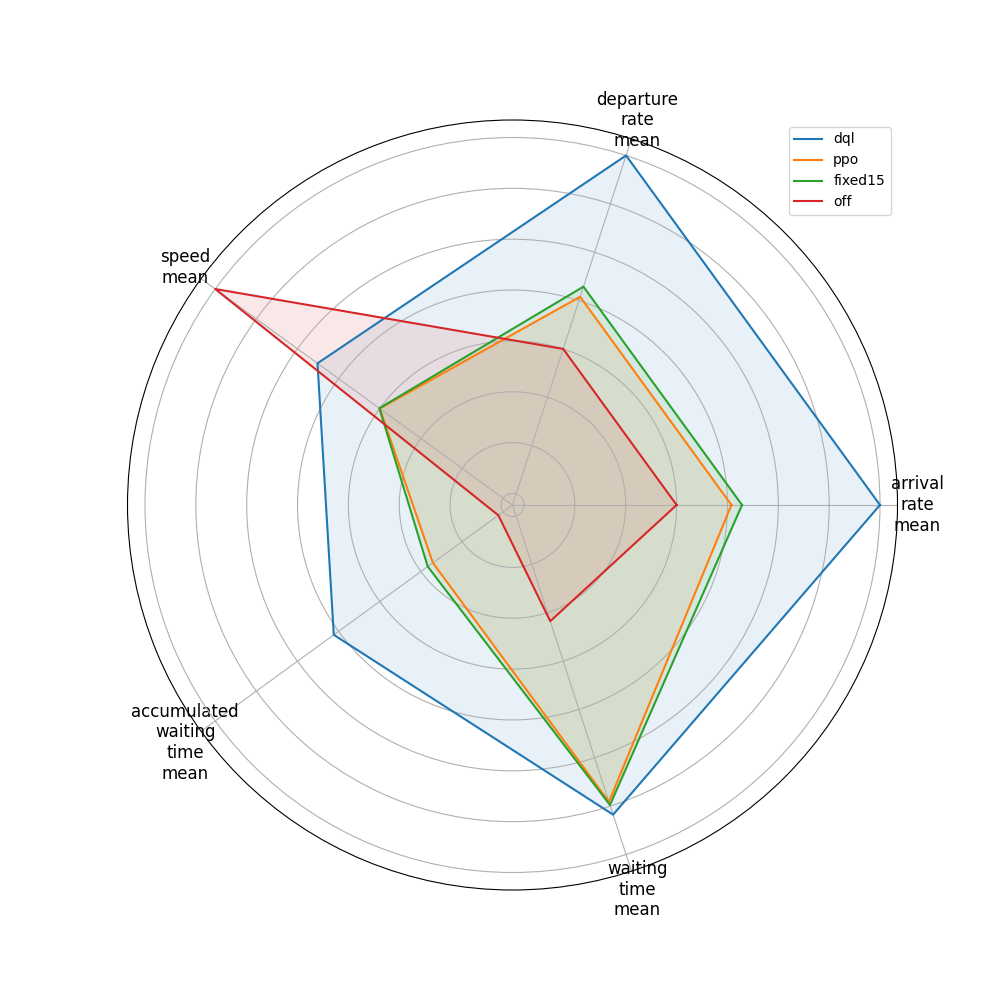 departure
rate
mean
dql
ppo
fixed15
off
speed
mean
arrival
rate
mean
accumulated
waiting
time
mean
waiting
time
mean